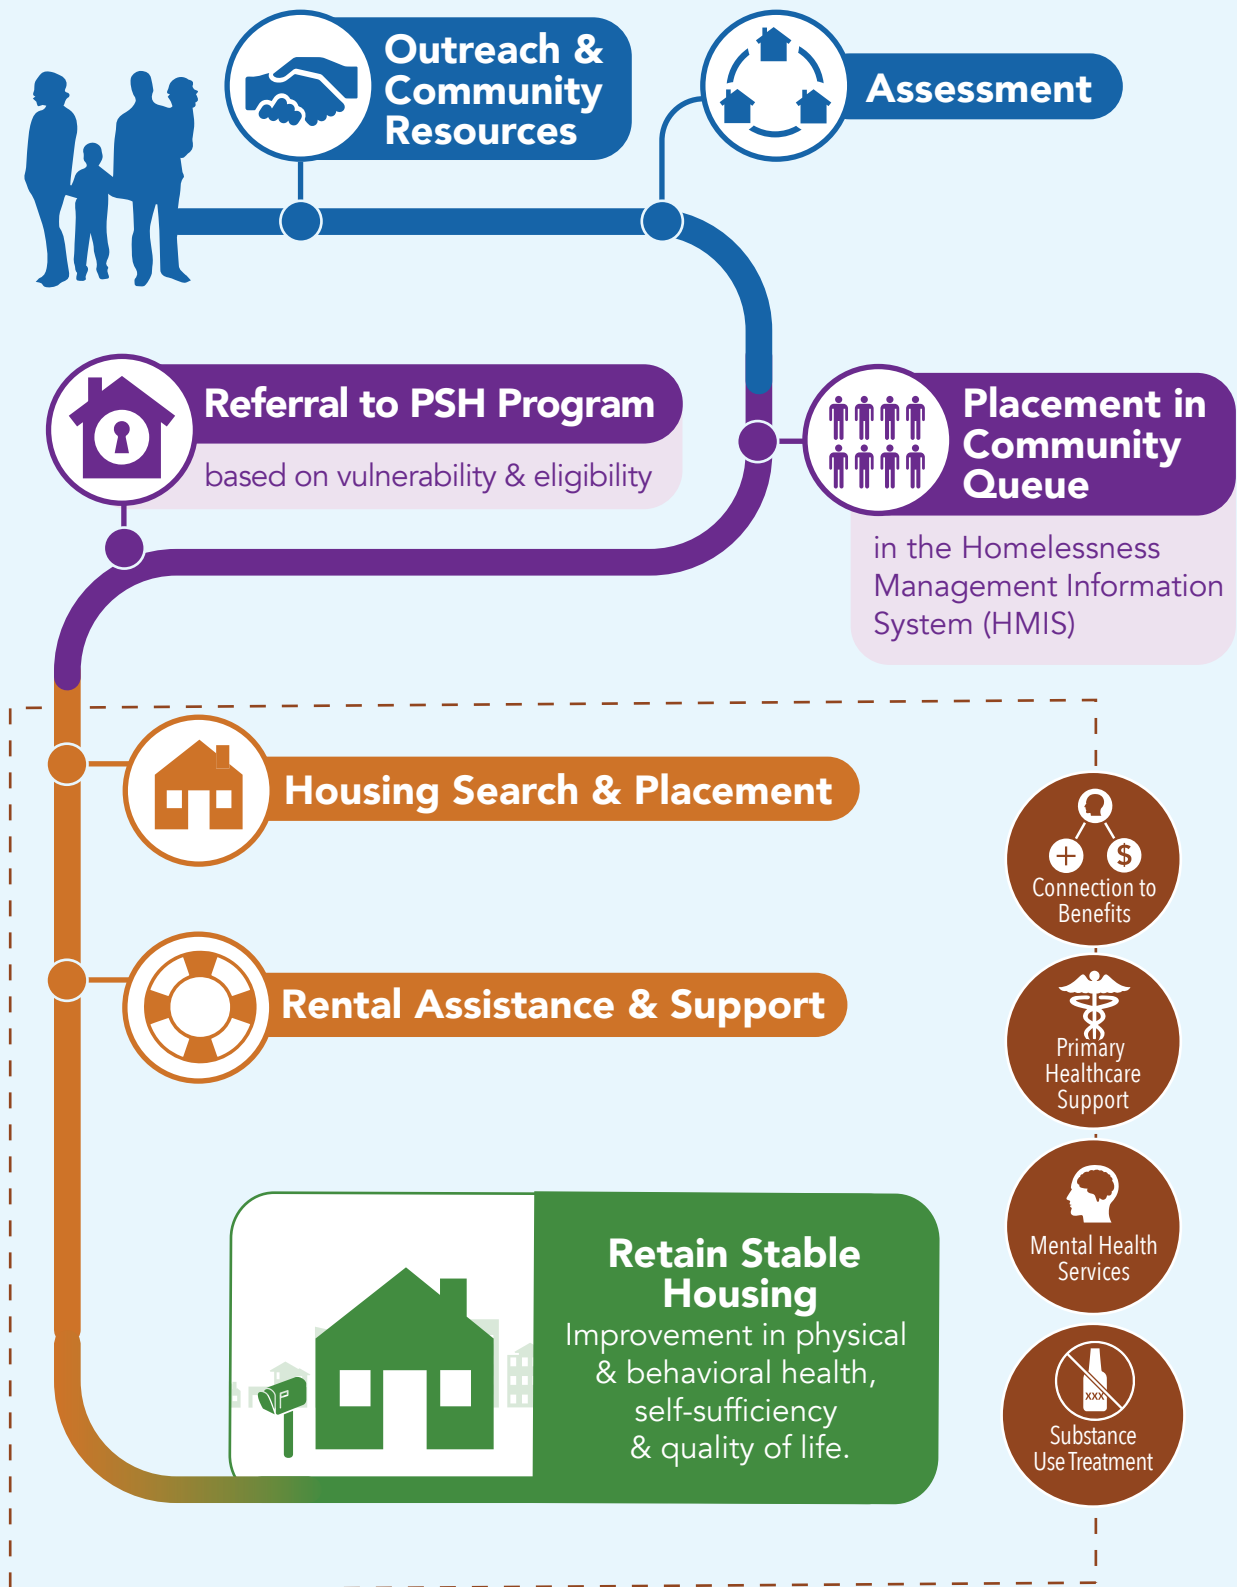 Outreach &
Community
Resources
Assessment
Referral to PSH Program
based on vulnerability & eligibility
Placement in
Community
Queue
in the Homelessness
Management Information
System (HMIS)
Housing Search & Placement
Rental Assistance & Support
$
Connection to
Benefits
Primary
Healthcare
Support
Mental Health
Services
XXX
Substance
Use Treatment
Retain Stable
Housing
Improvement in physical
& behavioral health,
self-sufficiency
& quality of life.